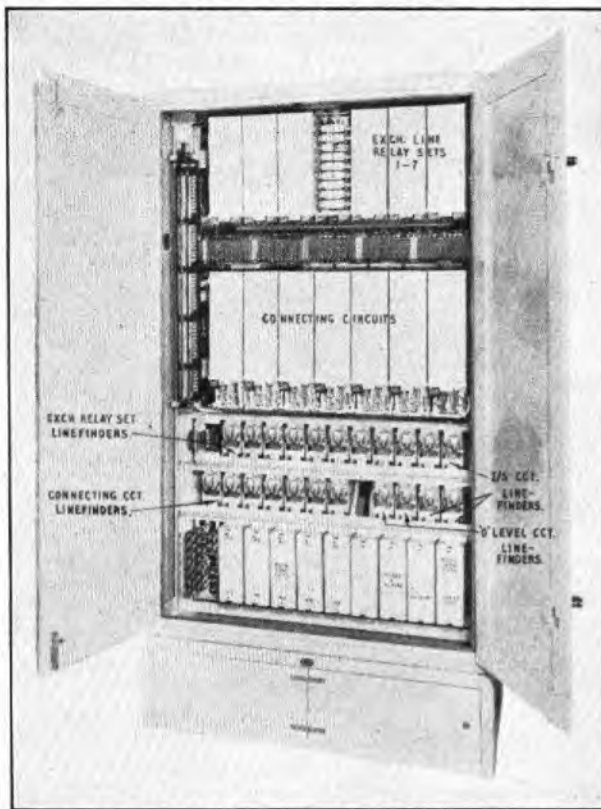 EXCH. LINE
RELAY SETS
1-7
CONNECTING CIRCUITS
EXCH RELAY SET
LINEFINDERS.
I/S CCT.
LINE-
FINDERS.
CONNECTING CCT.
LINEFINDERS.
O LEVEL CCT.
LINE-
FINDERS.